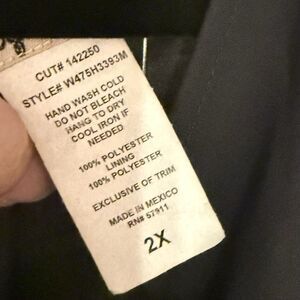 CUT# 142250
STYLE# W475H3393M
HAND WASH COLD
DO NOT BLEACH
HANG TO DRY
COOL IRON IF
NEEDED
100% POLYESTER
LINING
100% POLYESTER
EXCLUSIVE OF TRIM
MADE IN MEXICO
RN# 57911
2X